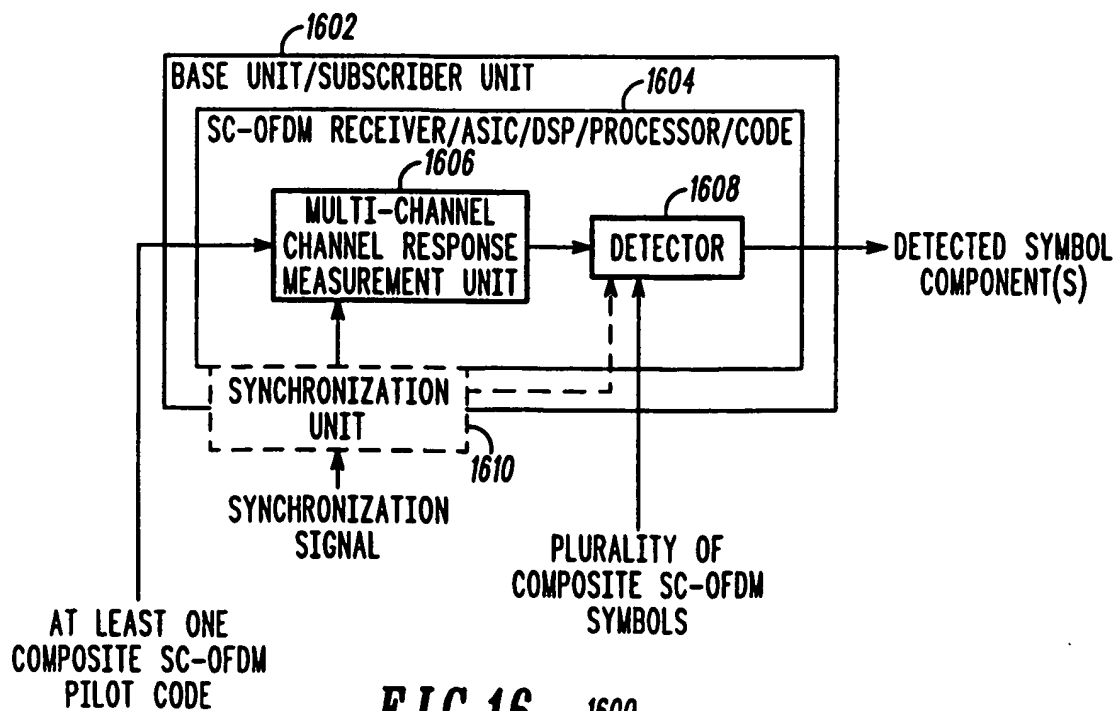 1602
BASE UNIT/SUBSCRIBER UNIT
1604
SC-OFDM RECEIVER/ASIC/DSP/PROCESSOR/CODE
1606
MULTI-CHANNEL
CHANNEL RESPONSE
MEASUREMENT UNIT
1608
DETECTOR
DETECTED SYMBOL
COMPONENT(S)
SYNCHRONIZATION
UNIT
1610
SYNCHRONIZATION
SIGNAL
PLURALITY OF
COMPOSITE SC-OFDM
SYMBOLS
AT LEAST ONE
COMPOSITE SC-OFDM
PILOT CODE
FIG.16
1600